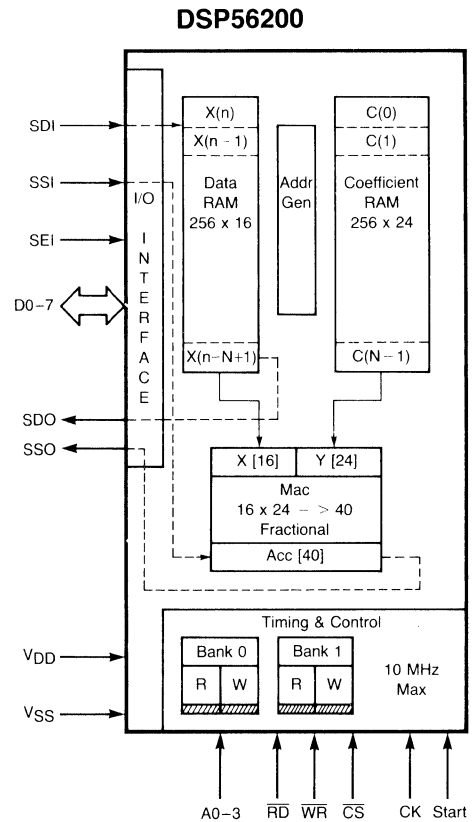 DSP56200
SDI
SSI
SEI
D0-7
SDO
SSO
VDD
VSS
I/O
INTERFACE
X(n)
X(n - 1)
Data
RAM
256 x 16
X(n-N+1)
Addr
Gen
C(0)
C(1)
Coefficient
RAM
256 x 24
C(N - 1)
X [16]
Y [24]
Mac
16 x 24 - > 40
Fractional
Acc [40]
Timing & Control
Bank 0
R W
Bank 1
R W
10 MHz
Max
A0-3
RD
WR
CS
CK
Start